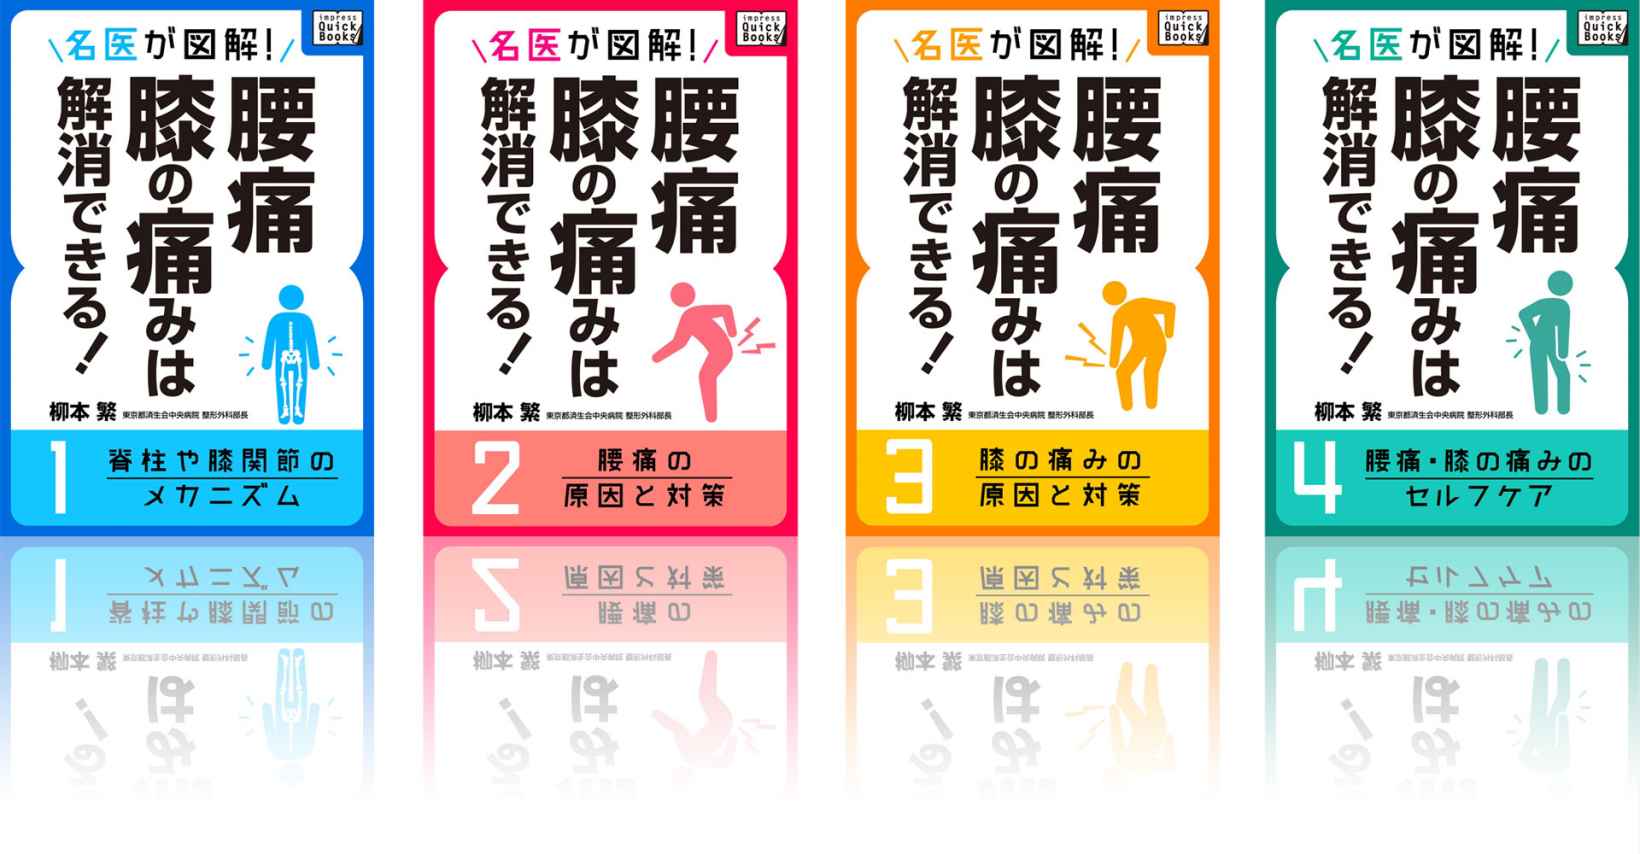 impress
Quick
Books
名医が図解!
腰痛
膝の痛みは
解消できる!
柳本 繁 東京都済生会中央病院 整形外科部長
1
脊柱や膝関節の
メカニズム
impress
Quick
Books
名医が図解!
腰痛
膝の痛みは
解消できる!
柳本 繁 東京都済生会中央病院 整形外科部長
2
腰痛の
原因と対策
impress
Quick
Books
名医が図解!
腰痛
膝の痛みは
解消できる!
柳本 繁 東京都済生会中央病院 整形外科部長
3
膝の痛みの
原因と対策
impress
Quick
Books
名医が図解!
腰痛
膝の痛みは
解消できる!
柳本 繁 東京都済生会中央病院 整形外科部長
4
腰痛・膝の痛みの
セルフケア